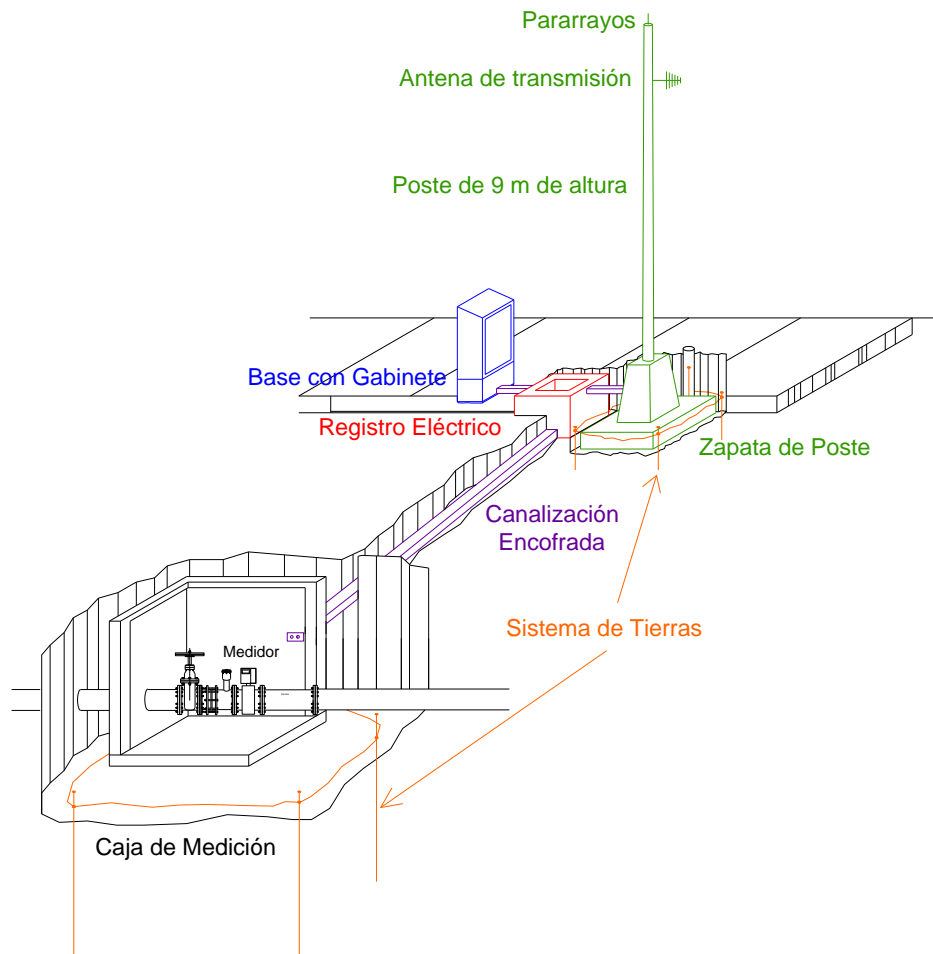 Pararrayos
Antena de transmisión
Poste de 9 m de altura
Base con Gabinete
Registro Eléctrico
Zapata de Poste
Canalización
Encofrada
Sistema de Tierras
Medidor
Caja de Medición